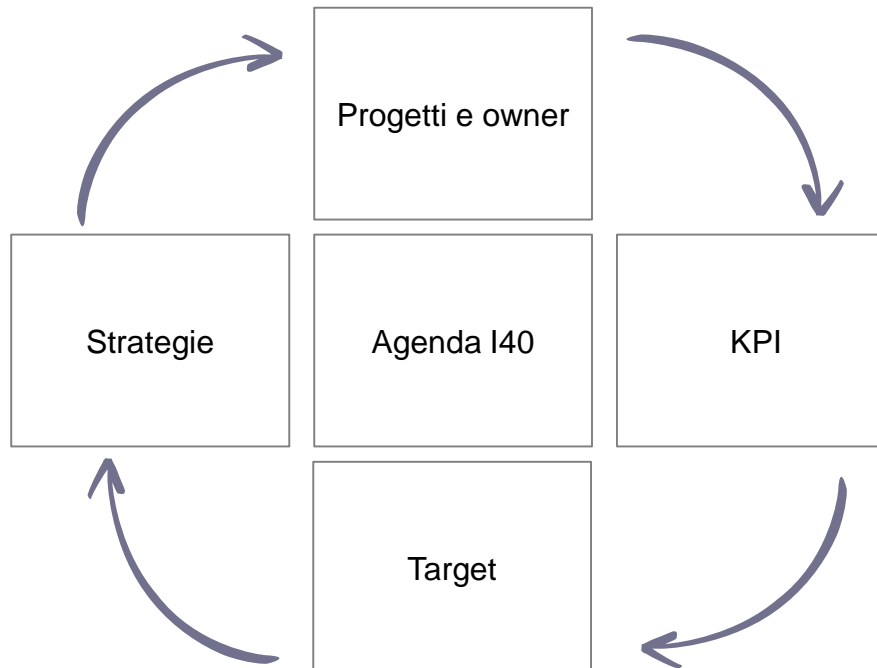 Progetti e owner
Strategie
Agenda I40
KPI
Target